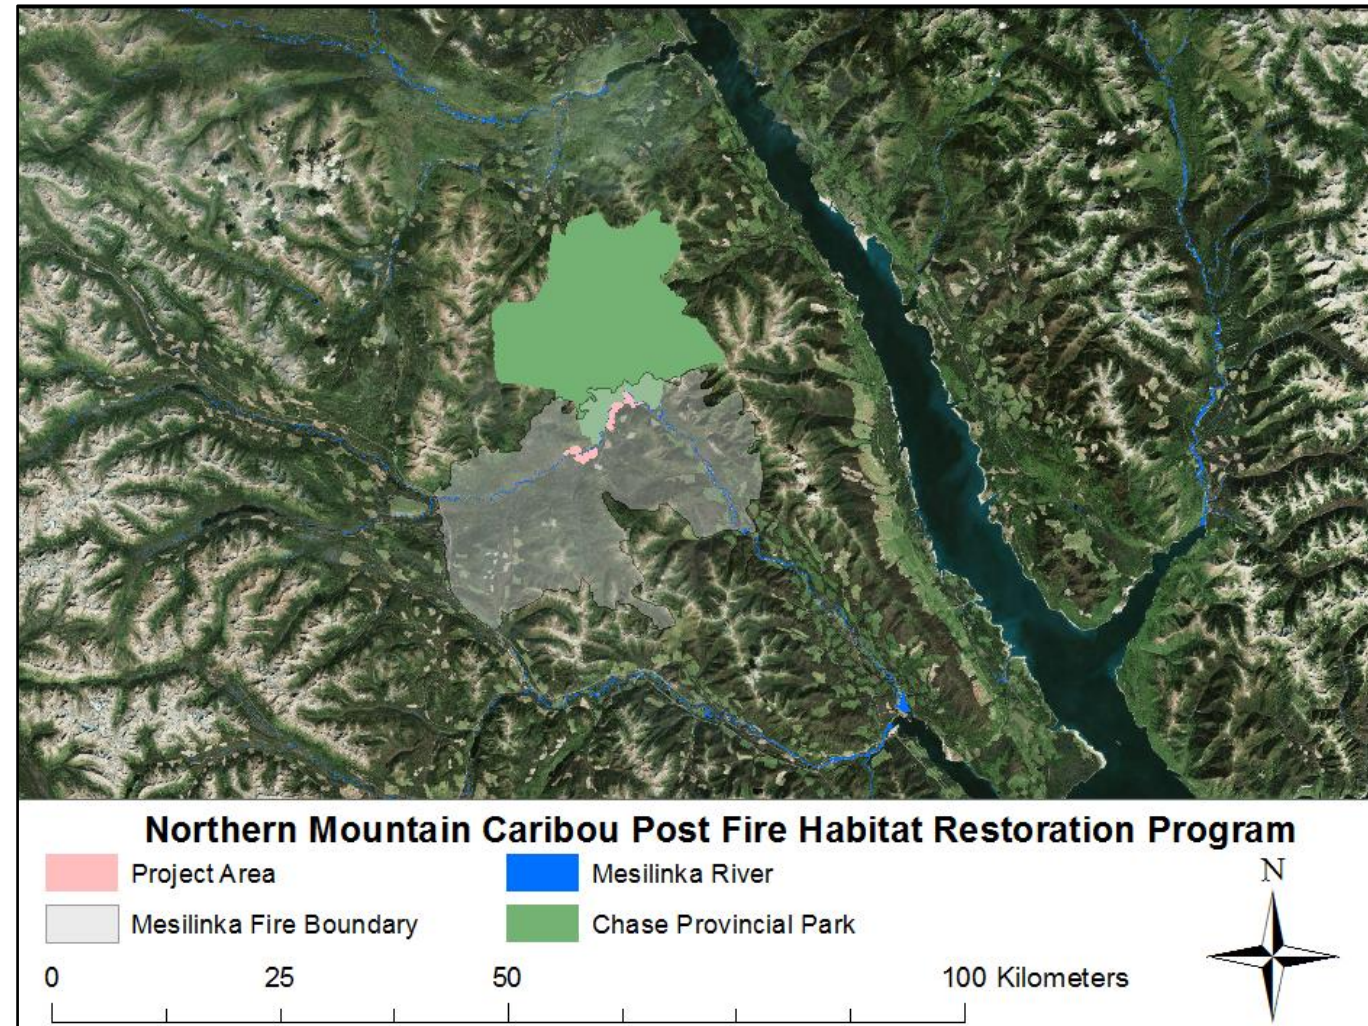 Northern Mountain Caribou Post Fire Habitat Restoration Program
Project Area
Mesilinka River
N
Mesilinka Fire Boundary
Chase Provincial Park
0 25 50 100 Kilometers